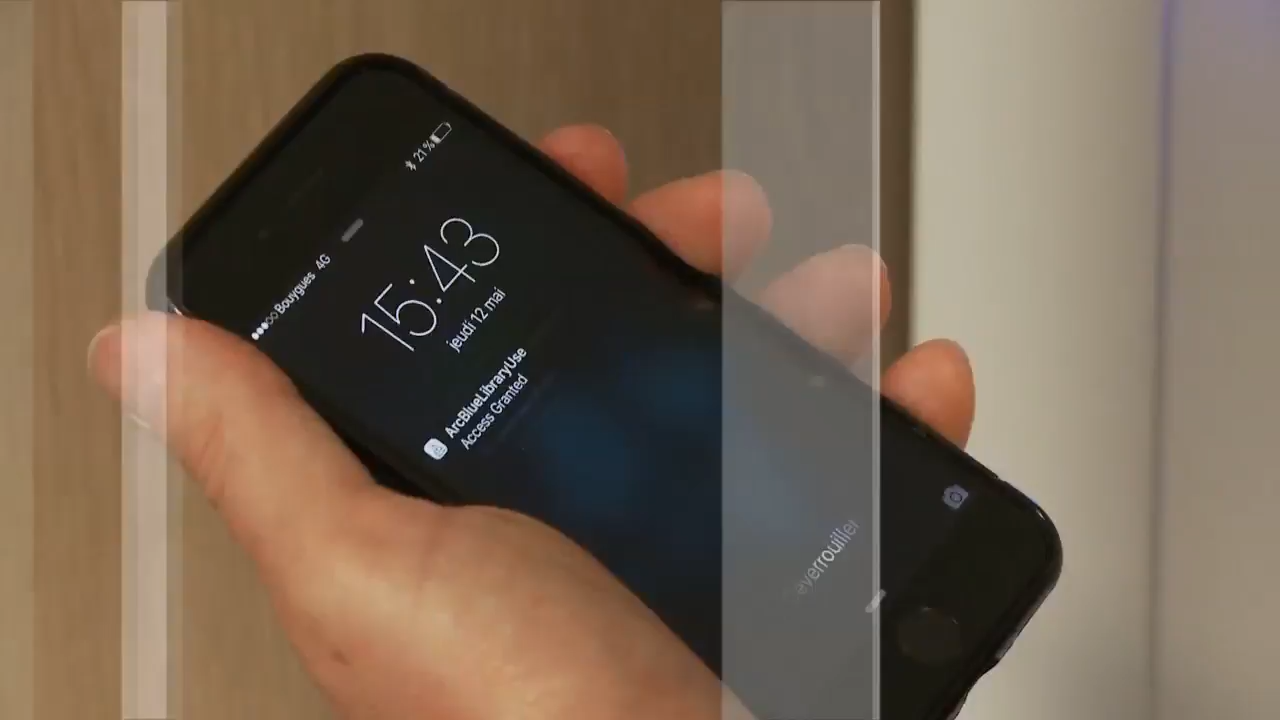 ●●●○○ Bouygues 4G
21 %
15:43
jeudi 12 mai
ArcBlueLibraryUse
Access Granted
everrouiller